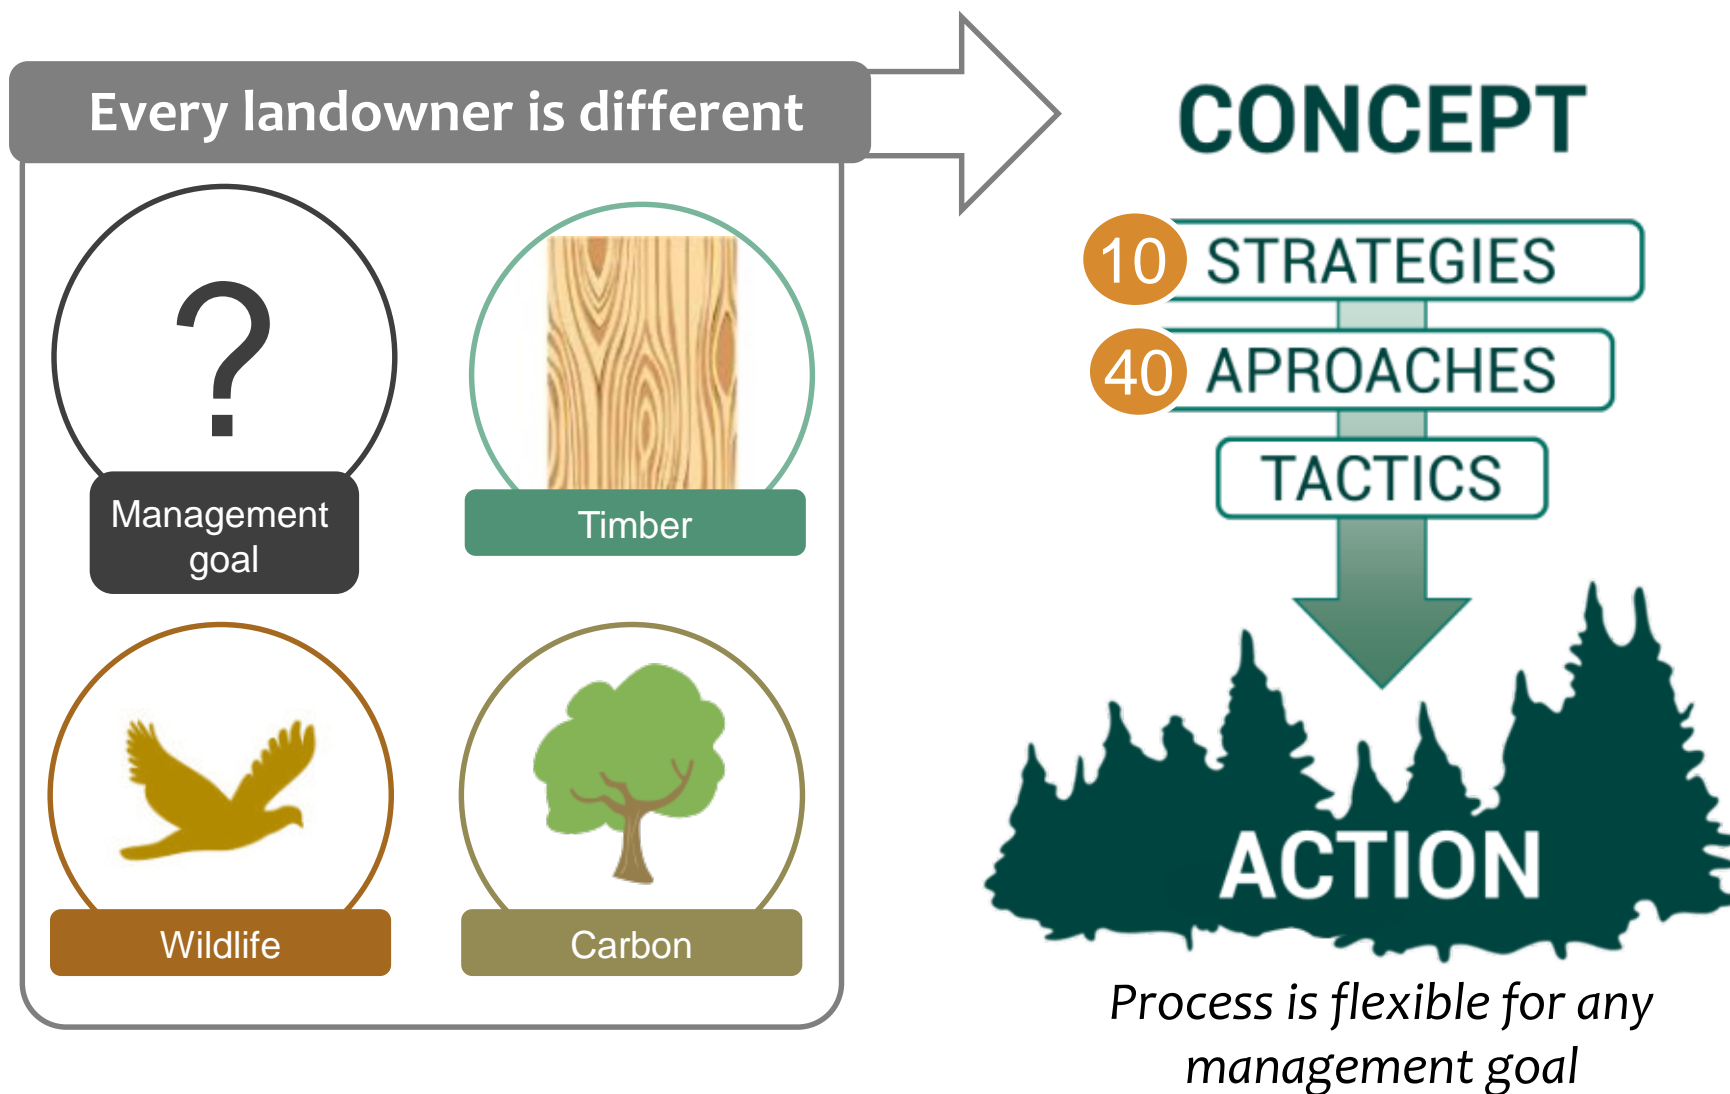 Every landowner is different
?
Management
goal
Timber
Wildlife
Carbon
CONCEPT
10 STRATEGIES
40 APROACHES
TACTICS
ACTION
Process is flexible for any
management goal